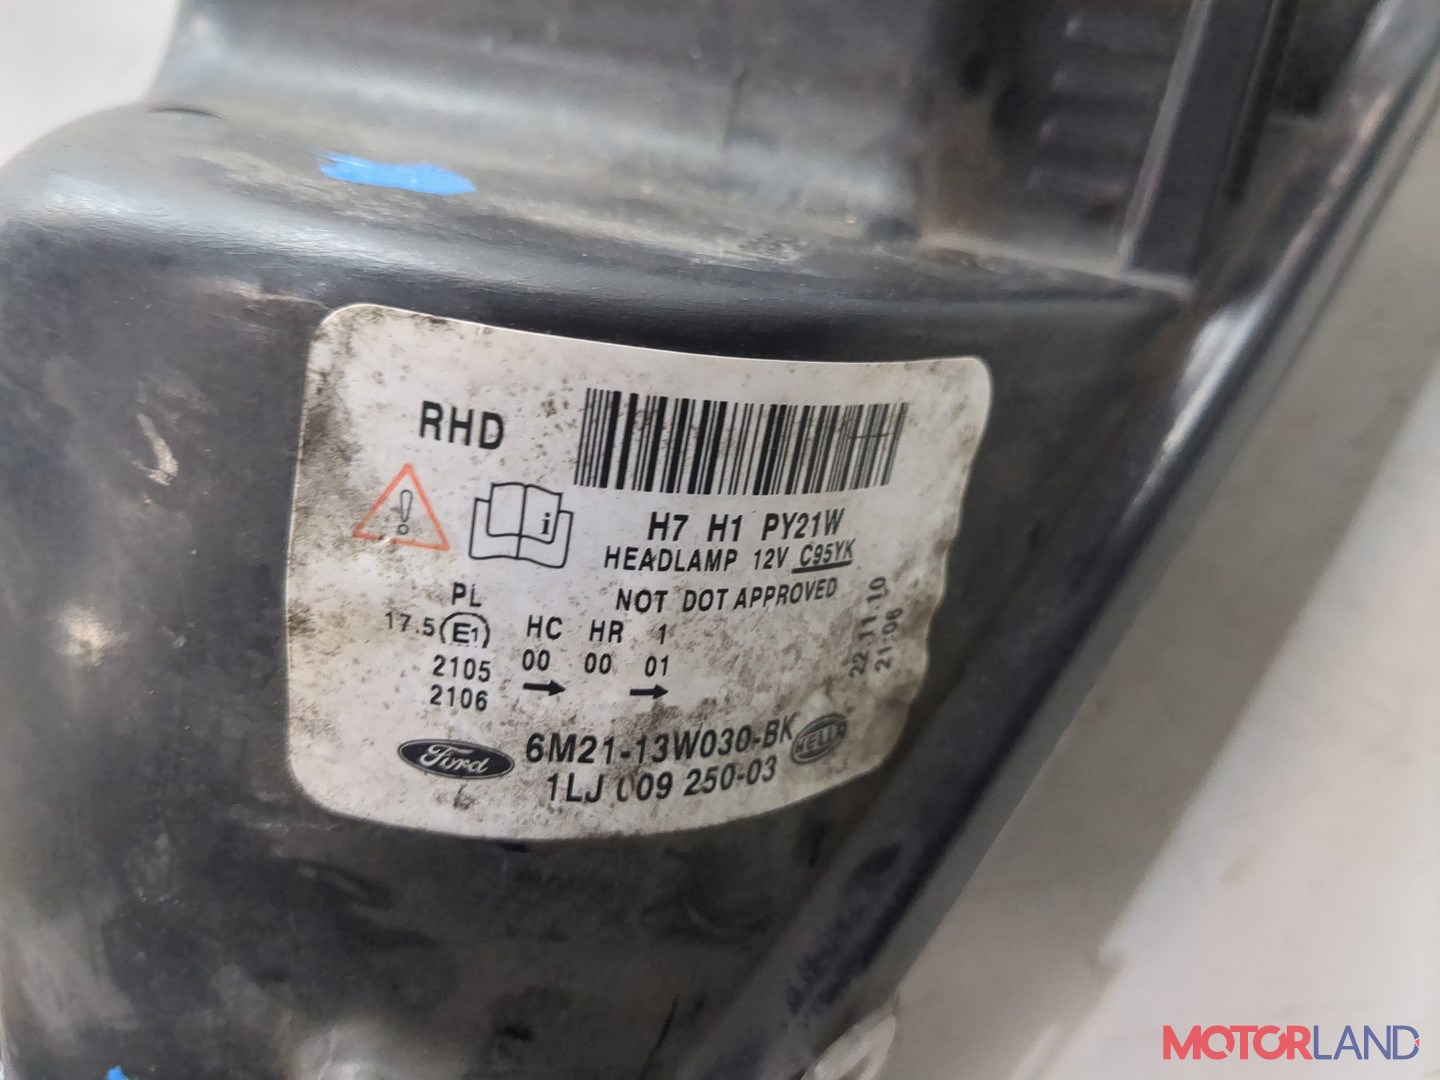 RHD
H7 H1 PY21W
HEADLAMP 12V C95YK
NOT DOT APPROVED
PL
17.5 E1 HC HR 1
2105 00 00 01
2106
22.11.10
21:06
Ford 6M21-13W030-BK HELLA
1LJ 009 250-03
MOTORLAND